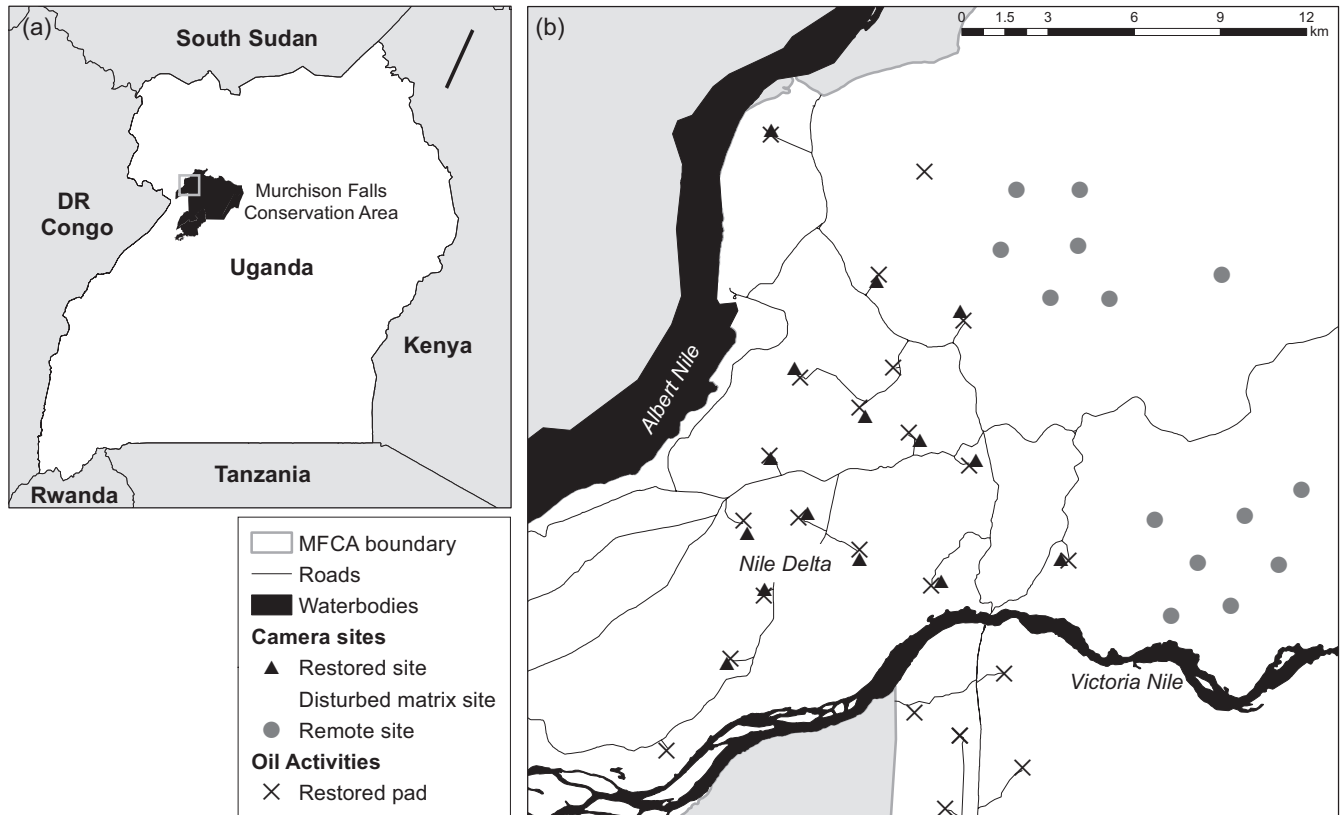 (a)
South Sudan
DR
Congo
Murchison Falls
Conservation Area
Uganda
Kenya
Tanzania
Rwanda
MFCA boundary
Roads
Waterbodies
Camera sites
Restored site
Disturbed matrix site
Remote site
Oil Activities
Restored pad
(b)
0 1.5 3 6 9 12
km
Albert Nile
Nile Delta
Victoria Nile